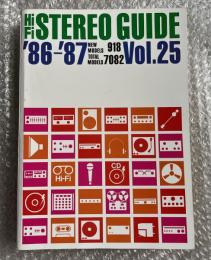 Hi Fi STEREO GUIDE
'86-'87 NEW MODELS 918 TOTAL MODELS 7082 Vol.25
CD
Hi-Fi